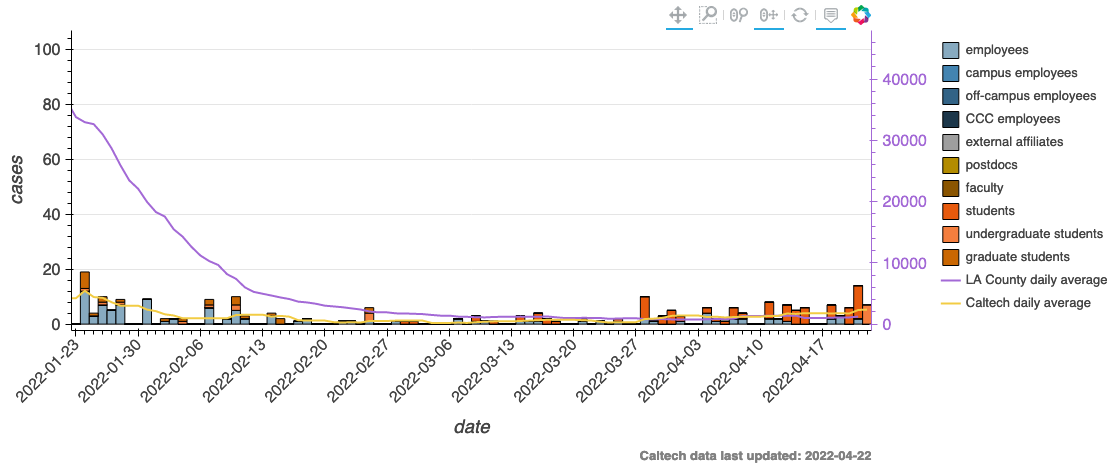 100
80
60
40
20
0
cases
40000
30000
20000
10000
0
2022-01-23
2022-01-30
2022-02-06
2022-02-13
2022-02-20
2022-02-27
2022-03-06
2022-03-13
2022-03-20
2022-03-27
2022-04-03
2022-04-10
2022-04-17
date
employees
campus employees
off-campus employees
CCC employees
external affiliates
postdocs
faculty
students
undergraduate students
graduate students
LA County daily average
Caltech daily average
Caltech data last updated: 2022-04-22